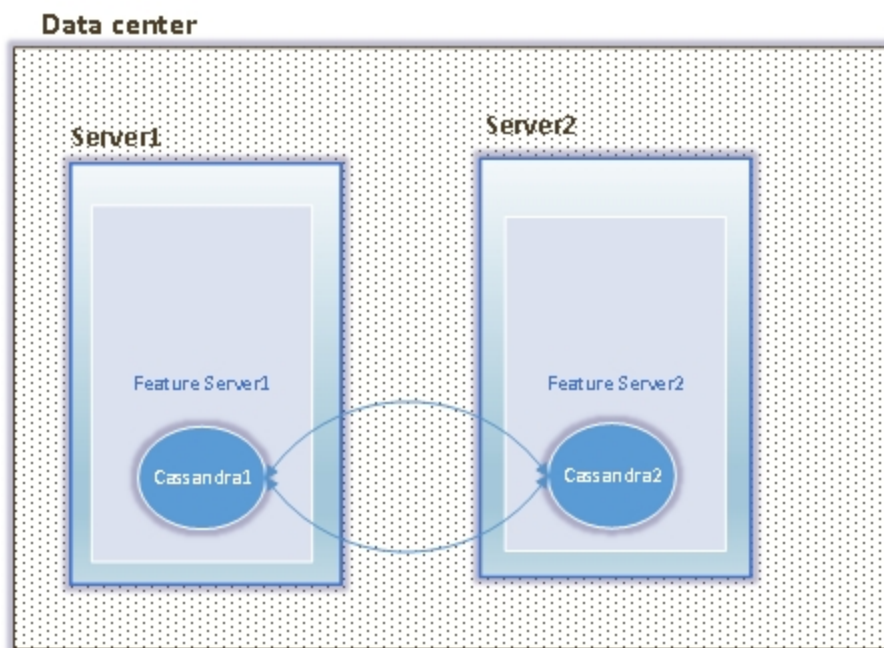 Data center
Server1
Server2
Feature Server1
Feature Server2
Cassandra1
Cassandra2